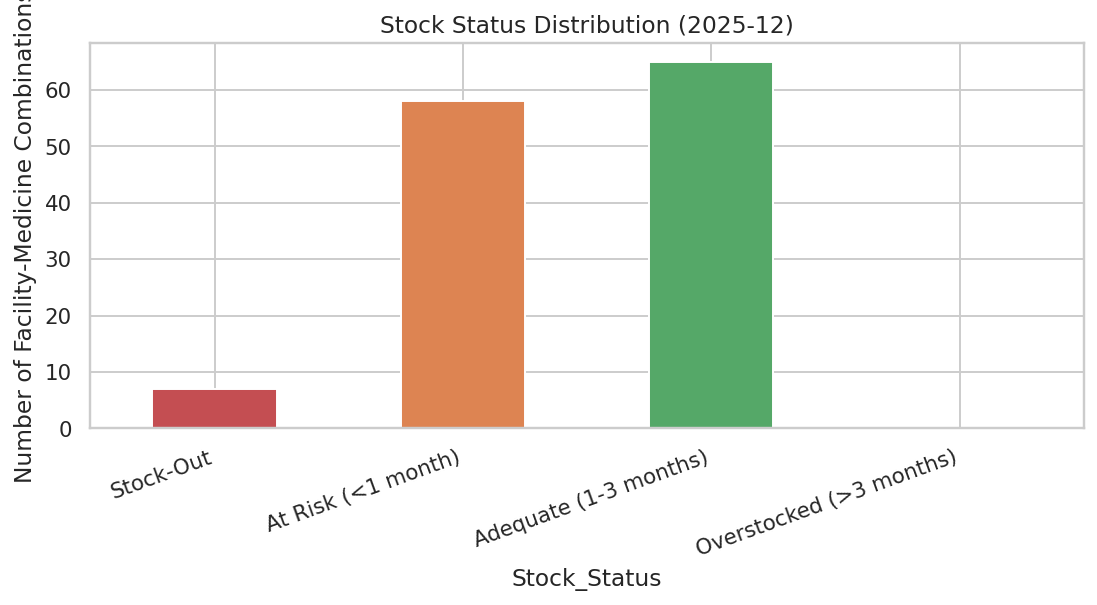 Stock Status Distribution (2025-12)
Number of Facility-Medicine Combinations
60
50
40
30
20
10
0
Stock-Out
At Risk (<1 month)
Adequate (1-3 months)
Overstocked (>3 months)
Stock_Status